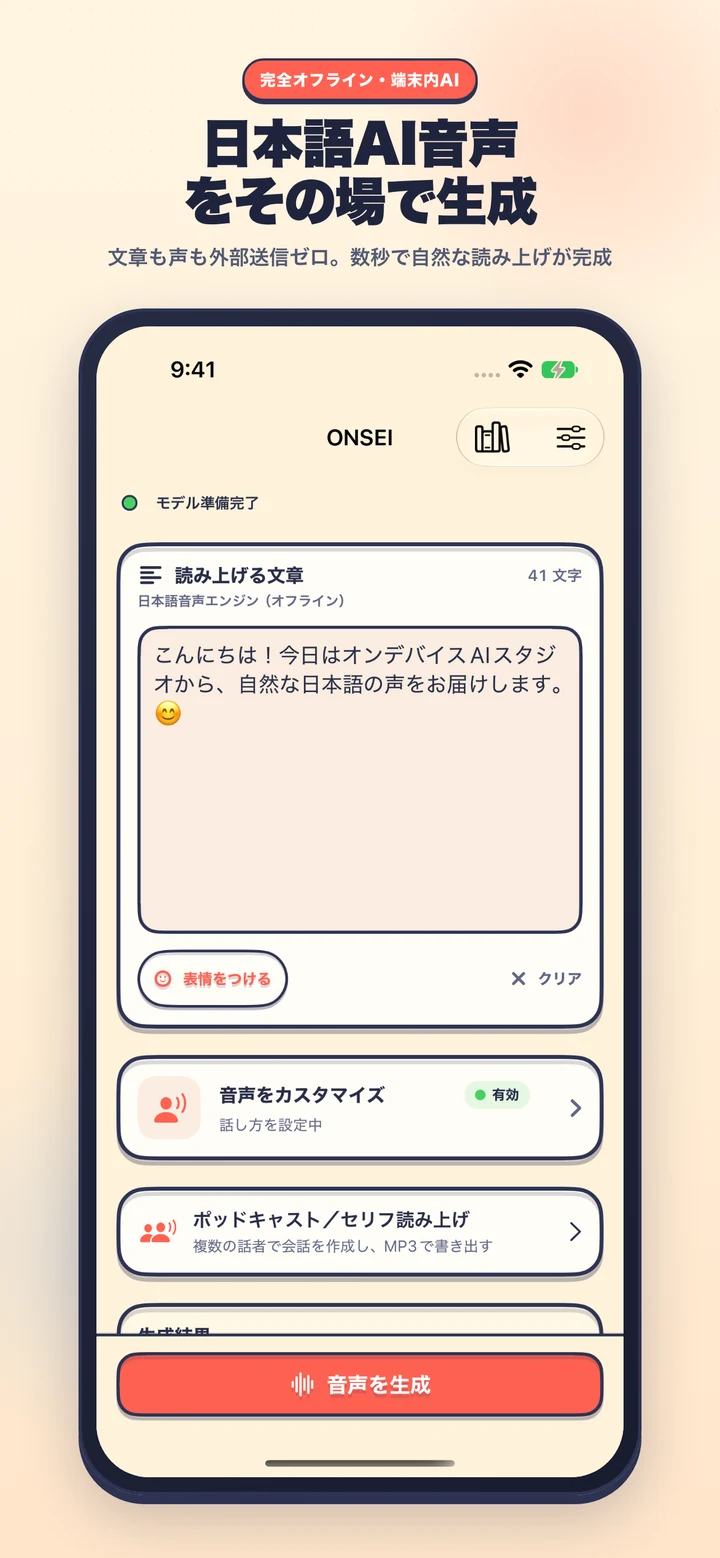 完全オフライン・端末内AI
日本語AI音声
をその場で生成
文章も声も外部送信ゼロ。数秒で自然な読み上げが完成
9:41
ONSEI
モデル準備完了
読み上げる文章
41 文字
日本語音声エンジン（オフライン）
こんにちは！今日はオンデバイスAIスタジ
オから、自然な日本語の声をお届けします。
😊
表情をつける
クリア
音声をカスタマイズ
有効
話し方を設定中
ポッドキャスト／セリフ読み上げ
複数の話者で会話を作成し、MP3で書き出す
生成結果
音声を生成